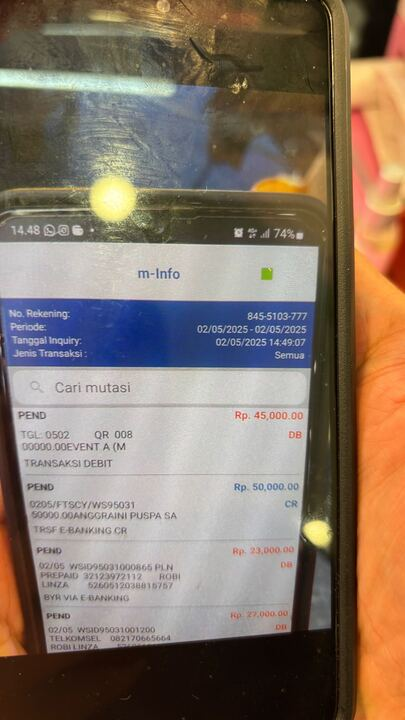 14.48 74%
m-Info
No. Rekening: 845-5103-777
Periode: 02/05/2025 - 02/05/2025
Tanggal Inquiry: 02/05/2025 14:49:07
Jenis Transaksi : Semua
Cari mutasi
PEND Rp. 45,000.00
TGL: 0502 QR 008 DB
00000.00EVENT A (M
TRANSAKSI DEBIT
PEND Rp. 50,000.00
0205/FTSCY/WS95031 CR
50000.00ANGGRAINI PUSPA SA
TRSF E-BANKING CR
PEND Rp. 23,000.00
02/05 WSID95031000865 PLN DB
PREPAID 32123972112 ROBI
LINZA 5260512038815757
BYR VIA E-BANKING
PEND Rp. 27,000.00
02/05 WSID95031001200 DB
TELKOMSEL 082170665664
ROBI LINZA